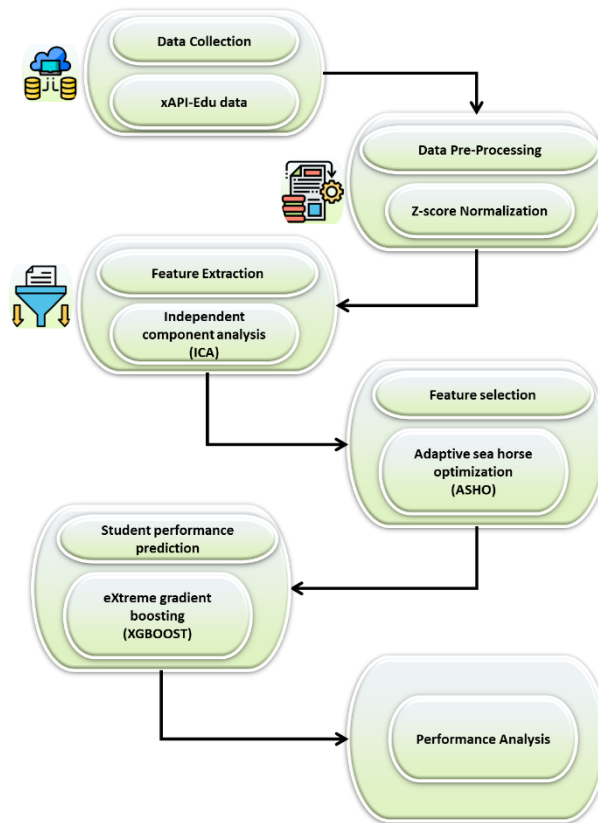 Data Collection
xAPI-Edu data
Data Pre-Processing
Z-score Normalization
Feature Extraction
Independent
component analysis
(ICA)
Feature selection
Adaptive sea horse
optimization
(ASHO)
Student performance
prediction
eXtreme gradient
boosting
(XGBOOST)
Performance Analysis